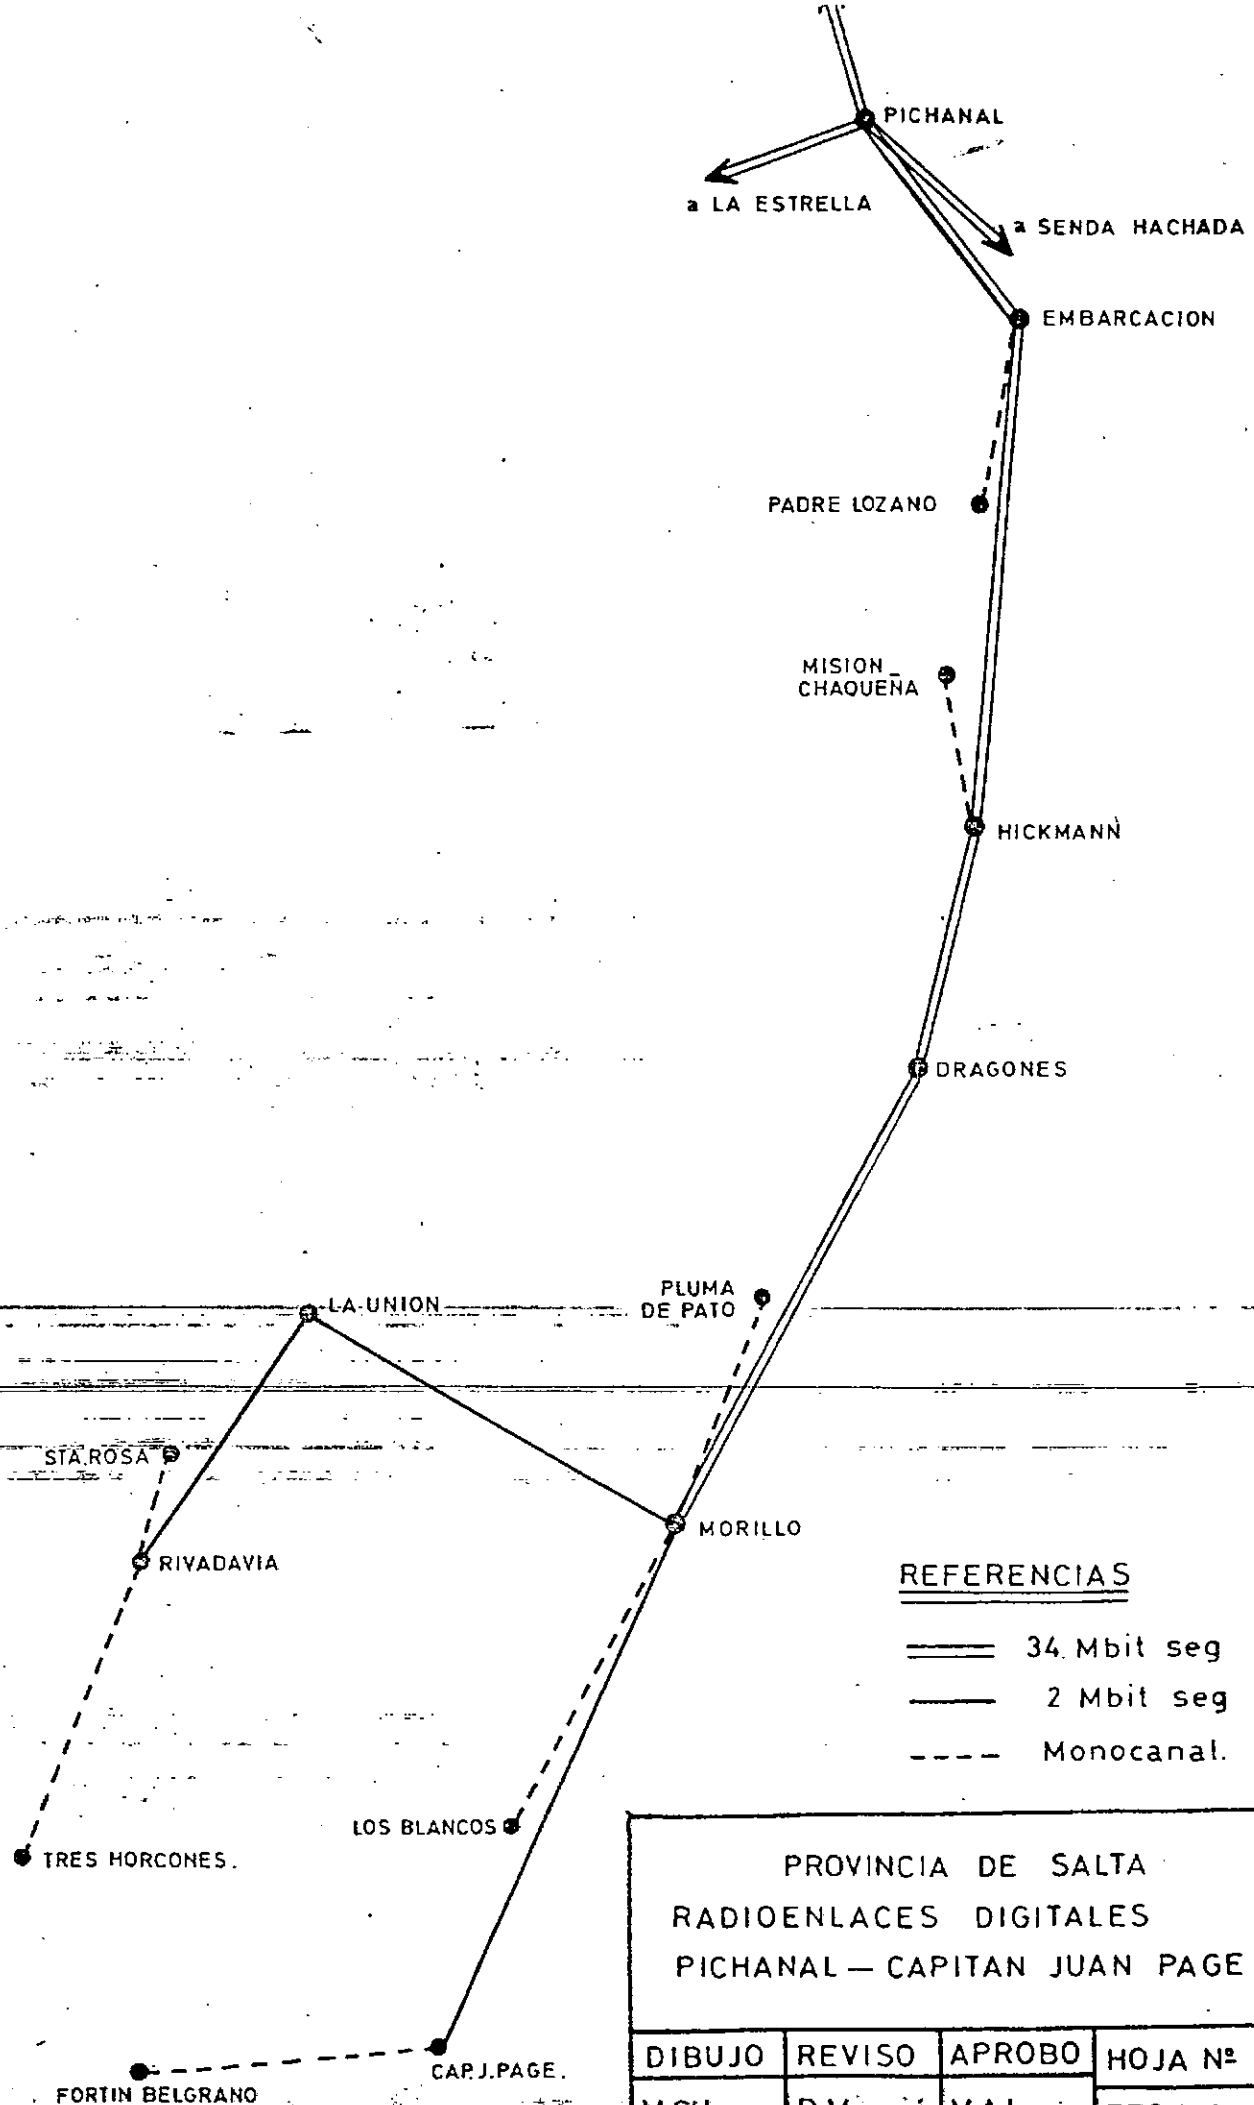 PICHANAL
a LA ESTRELLA
a SENDA HACHADA
EMBARCACION
PADRE LOZANO
MISION
CHAQUEÑA
HICKMANN
DRAGONES
PLUMA
DE PATO
LA UNION
STA.ROSA
RIVADAVIA
MORILLO
REFERENCIAS
34 Mbit seg
2 Mbit seg
Monocanal.
LOS BLANCOS
TRES HORCONES.
PROVINCIA DE SALTA
RADIOENLACES DIGITALES
PICHANAL — CAPITAN JUAN PAGE
CAP.J.PAGE.
FORTIN BELGRANO
DIBUJO REVISO APROBO HOJA Nº